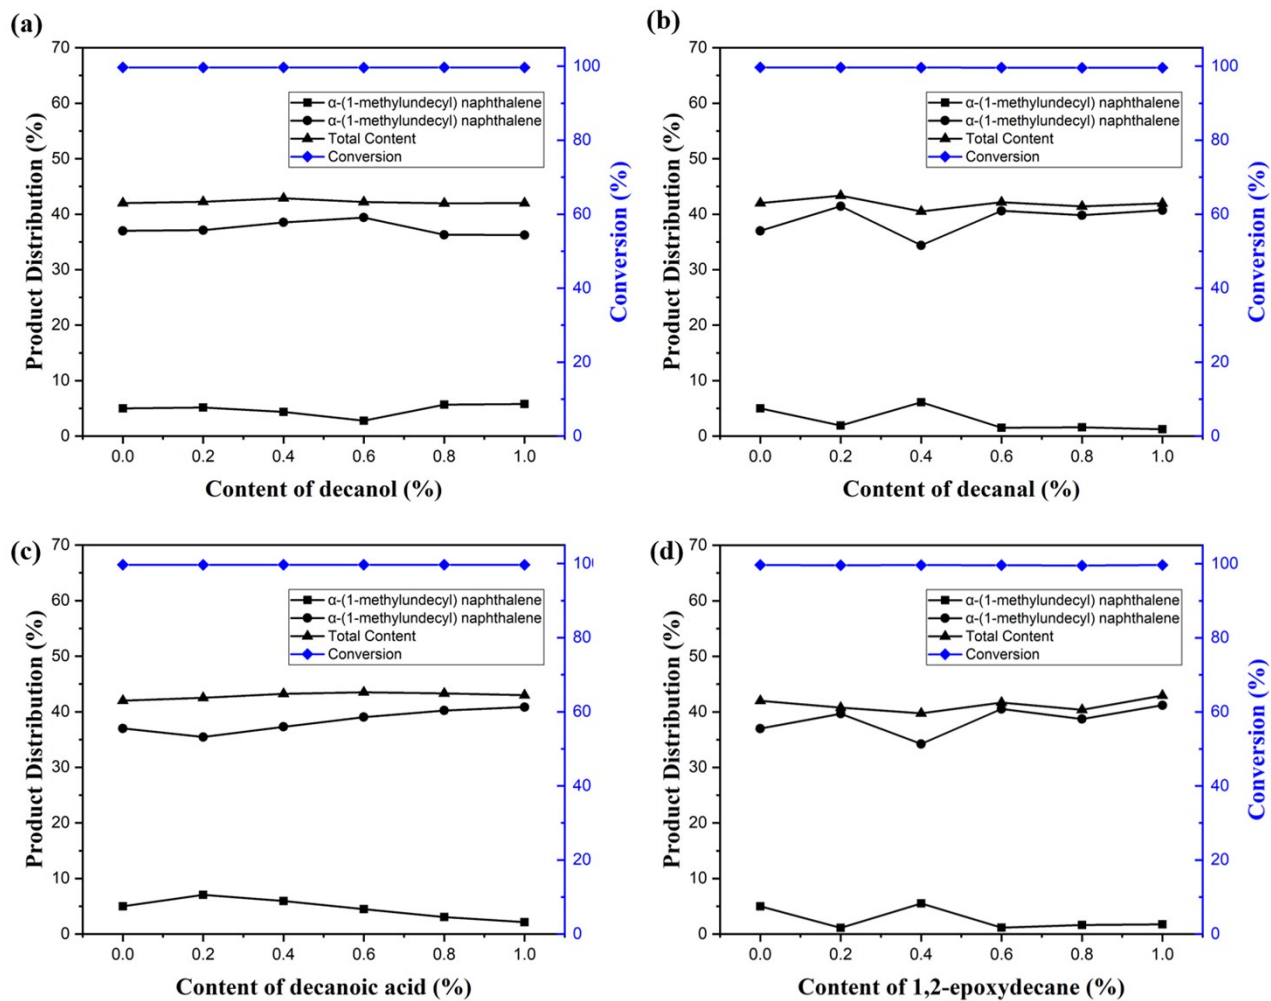 (a)
70
60
50
40
30
20
10
0
Product Distribution (%)
α-(1-methylundecyl) naphthalene
α-(1-methylundecyl) naphthalene
Total Content
Conversion
100
80
60
40
20
0
Conversion (%)
0.0 0.2 0.4 0.6 0.8 1.0
Content of decanol (%)
(b)
70
60
50
40
30
20
10
0
Product Distribution (%)
α-(1-methylundecyl) naphthalene
α-(1-methylundecyl) naphthalene
Total Content
Conversion
100
80
60
40
20
0
Conversion (%)
0.0 0.2 0.4 0.6 0.8 1.0
Content of decanal (%)
(c)
70
60
50
40
30
20
10
0
Product Distribution (%)
α-(1-methylundecyl) naphthalene
α-(1-methylundecyl) naphthalene
Total Content
Conversion
100
80
60
40
20
0
0.0 0.2 0.4 0.6 0.8 1.0
Content of decanoic acid (%)
(d)
70
60
50
40
30
20
10
0
Product Distribution (%)
α-(1-methylundecyl) naphthalene
α-(1-methylundecyl) naphthalene
Total Content
Conversion
100
80
60
40
20
0
Conversion (%)
0.0 0.2 0.4 0.6 0.8 1.0
Content of 1,2-epoxydecane (%)